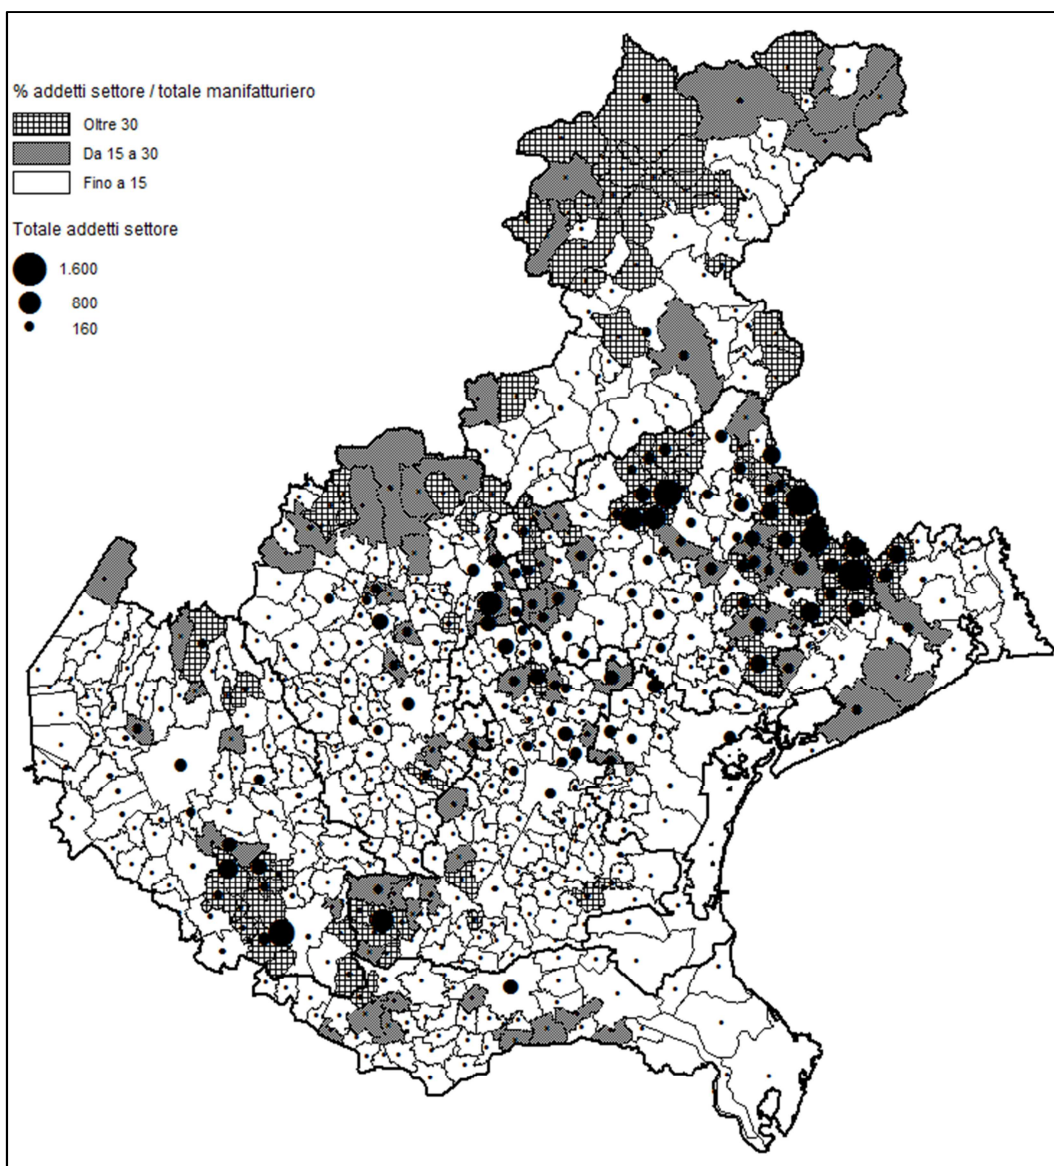 % addetti settore / totale manifatturiero
Oltre 30
Da 15 a 30
Fino a 15
Totale addetti settore
1.600
800
160